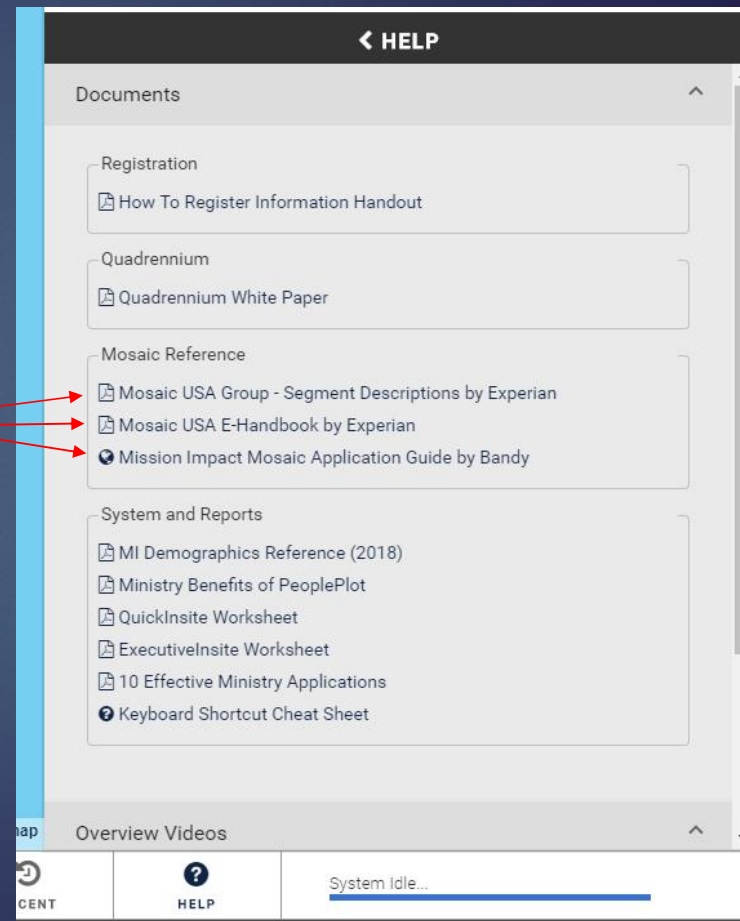 HELP
Documents
Registration
How To Register Information Handout
Quadrennium
Quadrennium White Paper
Mosaic Reference
Mosaic USA Group - Segment Descriptions by Experian
Mosaic USA E-Handbook by Experian
Mission Impact Mosaic Application Guide by Bandy
System and Reports
MI Demographics Reference (2018)
Ministry Benefits of PeoplePlot
QuickInsite Worksheet
ExecutiveInsite Worksheet
10 Effective Ministry Applications
Keyboard Shortcut Cheat Sheet
Overview Videos
System Idle...
CENT
HELP